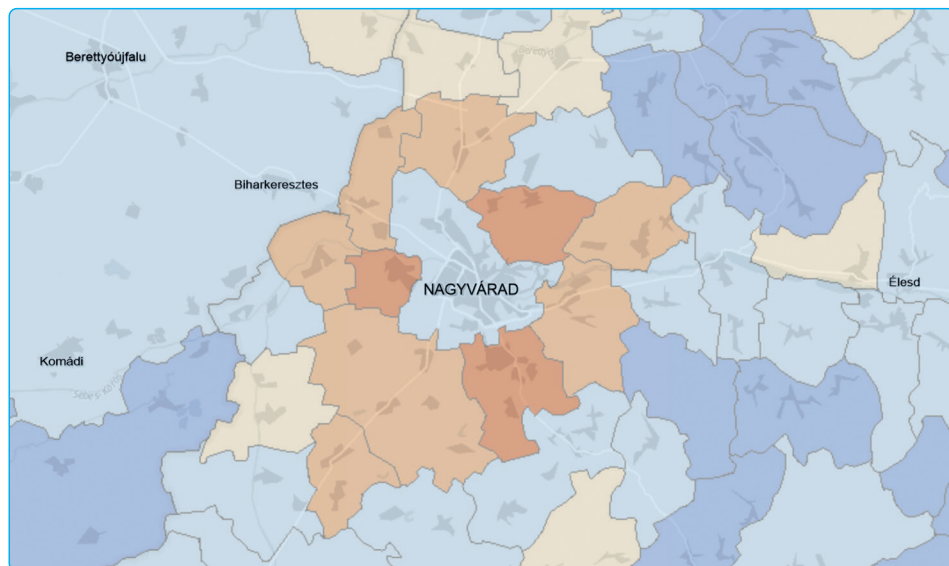 Berettyóújfalu
Biharkeresztes
NAGYVÁRAD
Élesd
Komádi